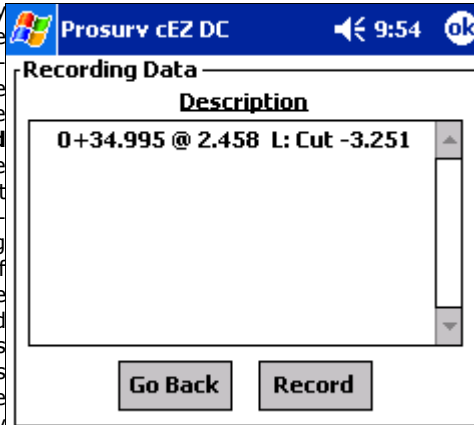 Prosurv cEZ DC 9:54 ok
Recording Data
Description
0+34.995 @ 2.458 L: Cut -3.251
Go Back Record